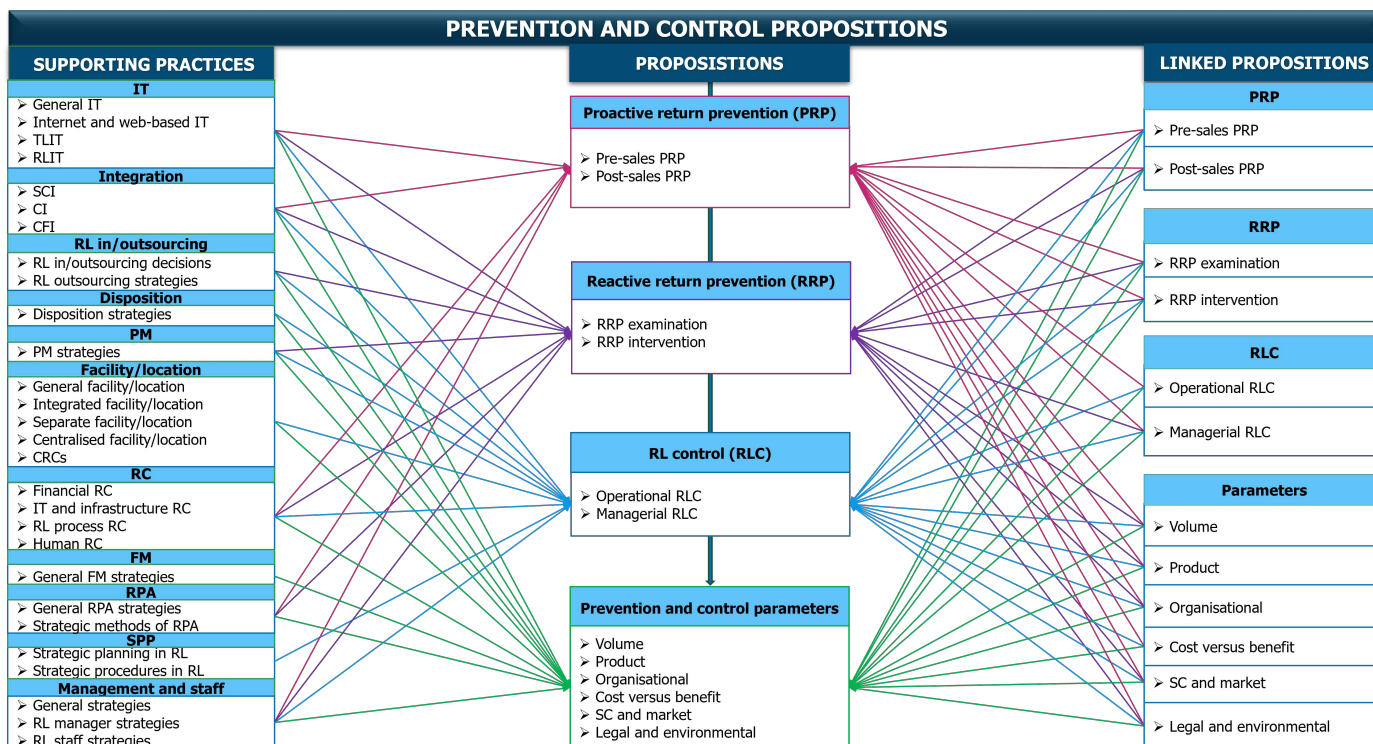 PREVENTION AND CONTROL PROPOSITIONS
SUPPORTING PRACTICES
IT
➢ General IT
➢ Internet and web-based IT
➢ TLIT
➢ RLIT
Integration
➢ SCI
➢ CI
➢ CFI
RL in/outsourcing
➢ RL in/outsourcing decisions
➢ RL outsourcing strategies
Disposition
➢ Disposition strategies
PM
➢ PM strategies
Facility/location
➢ General facility/location
➢ Integrated facility/location
➢ Separate facility/location
➢ Centralised facility/location
➢ CRCs
RC
➢ Financial RC
➢ IT and infrastructure RC
➢ RL process RC
➢ Human RC
FM
➢ General FM strategies
RPA
➢ General RPA strategies
➢ Strategic methods of RPA
SPP
➢ Strategic planning in RL
➢ Strategic procedures in RL
Management and staff
➢ General strategies
➢ RL manager strategies
➢ RL staff strategies
PROPOSISTIONS
Proactive return prevention (PRP)
➢ Pre-sales PRP
➢ Post-sales PRP
Reactive return prevention (RRP)
➢ RRP examination
➢ RRP intervention
RL control (RLC)
➢ Operational RLC
➢ Managerial RLC
Prevention and control parameters
➢ Volume
➢ Product
➢ Organisational
➢ Cost versus benefit
➢ SC and market
➢ Legal and environmental
LINKED PROPOSITIONS
PRP
➢ Pre-sales PRP
➢ Post-sales PRP
RRP
➢ RRP examination
➢ RRP intervention
RLC
➢ Operational RLC
➢ Managerial RLC
Parameters
➢ Volume
➢ Product
➢ Organisational
➢ Cost versus benefit
➢ SC and market
➢ Legal and environmental